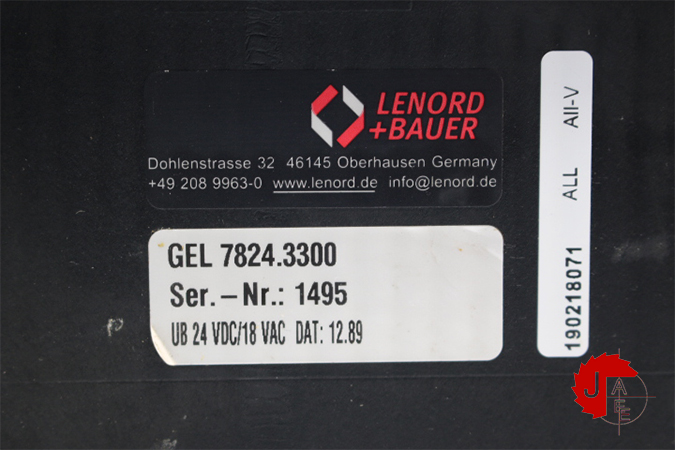 LENORD
+BAUER
Dohlenstrasse 32 46145 Oberhausen Germany
+49 208 9963-0 www.lenord.de info@lenord.de
GEL 7824.3300
Ser.-Nr.: 1495
UB 24 VDC/18 VAC DAT: 12.89
190218071 ALL All-V
J
A